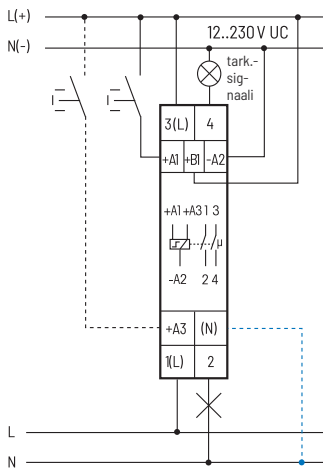 L(+)
12..230 V UC
N(-)
tark.-
sig-
naali
3(L) 4
+A1 +B1 -A2
+A1 +A3 1 3
μ
-A2 2 4
+A3 (N)
1(L) 2
L
N